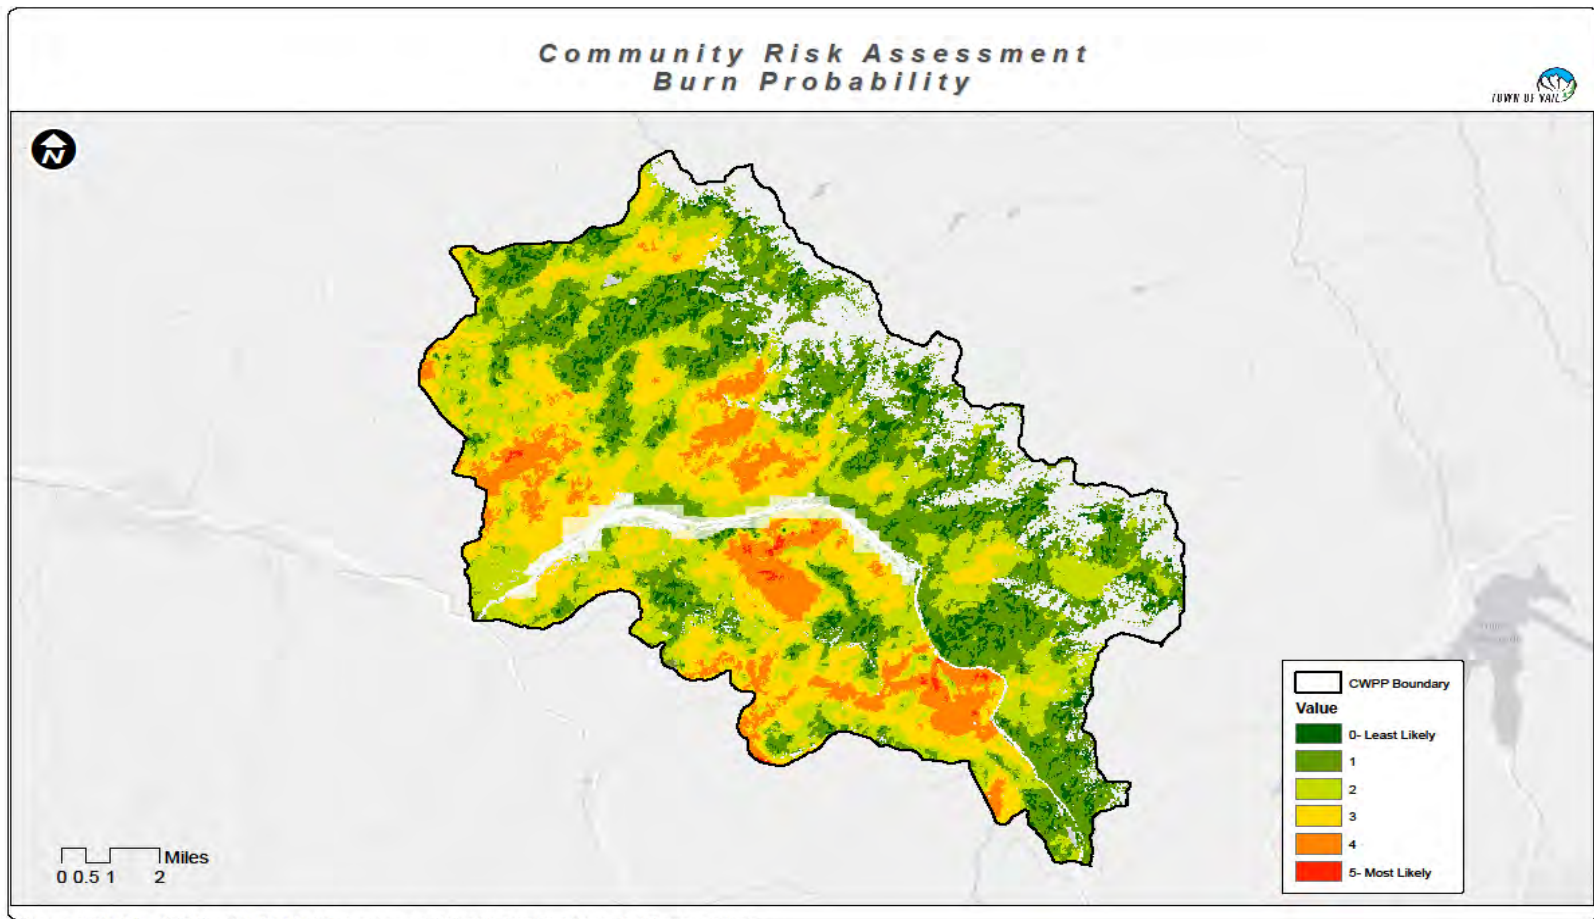 Community Risk Assessment
Burn Probability
TOWN OF VAIL
N
CWPP Boundary
Value
0- Least Likely
1
2
3
4
5- Most Likely
Miles
0 0.5 1 2